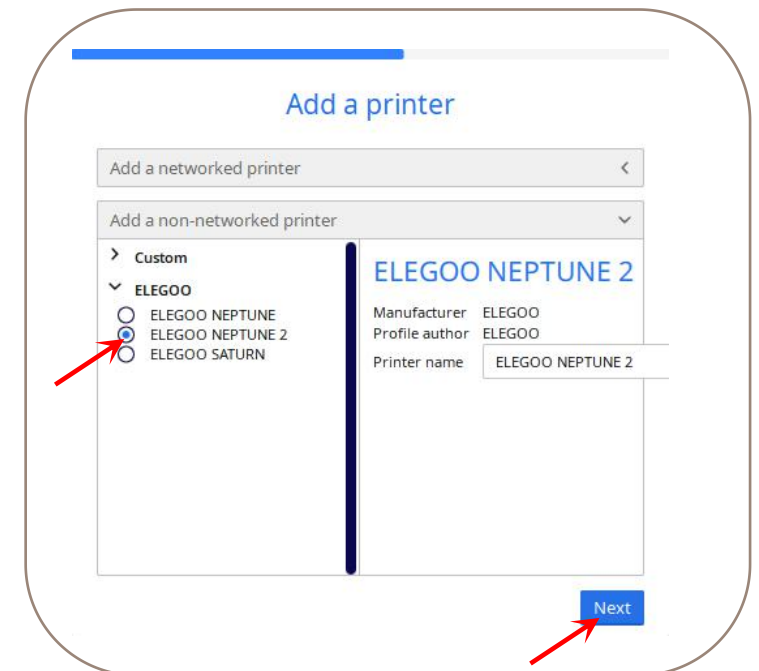 Add a printer
Add a networked printer
Add a non-networked printer
Custom
ELEGOO
ELEGOO NEPTUNE
ELEGOO NEPTUNE 2
ELEGOO SATURN
ELEGOO NEPTUNE 2
Manufacturer ELEGOO
Profile author ELEGOO
Printer name ELEGOO NEPTUNE 2
Next